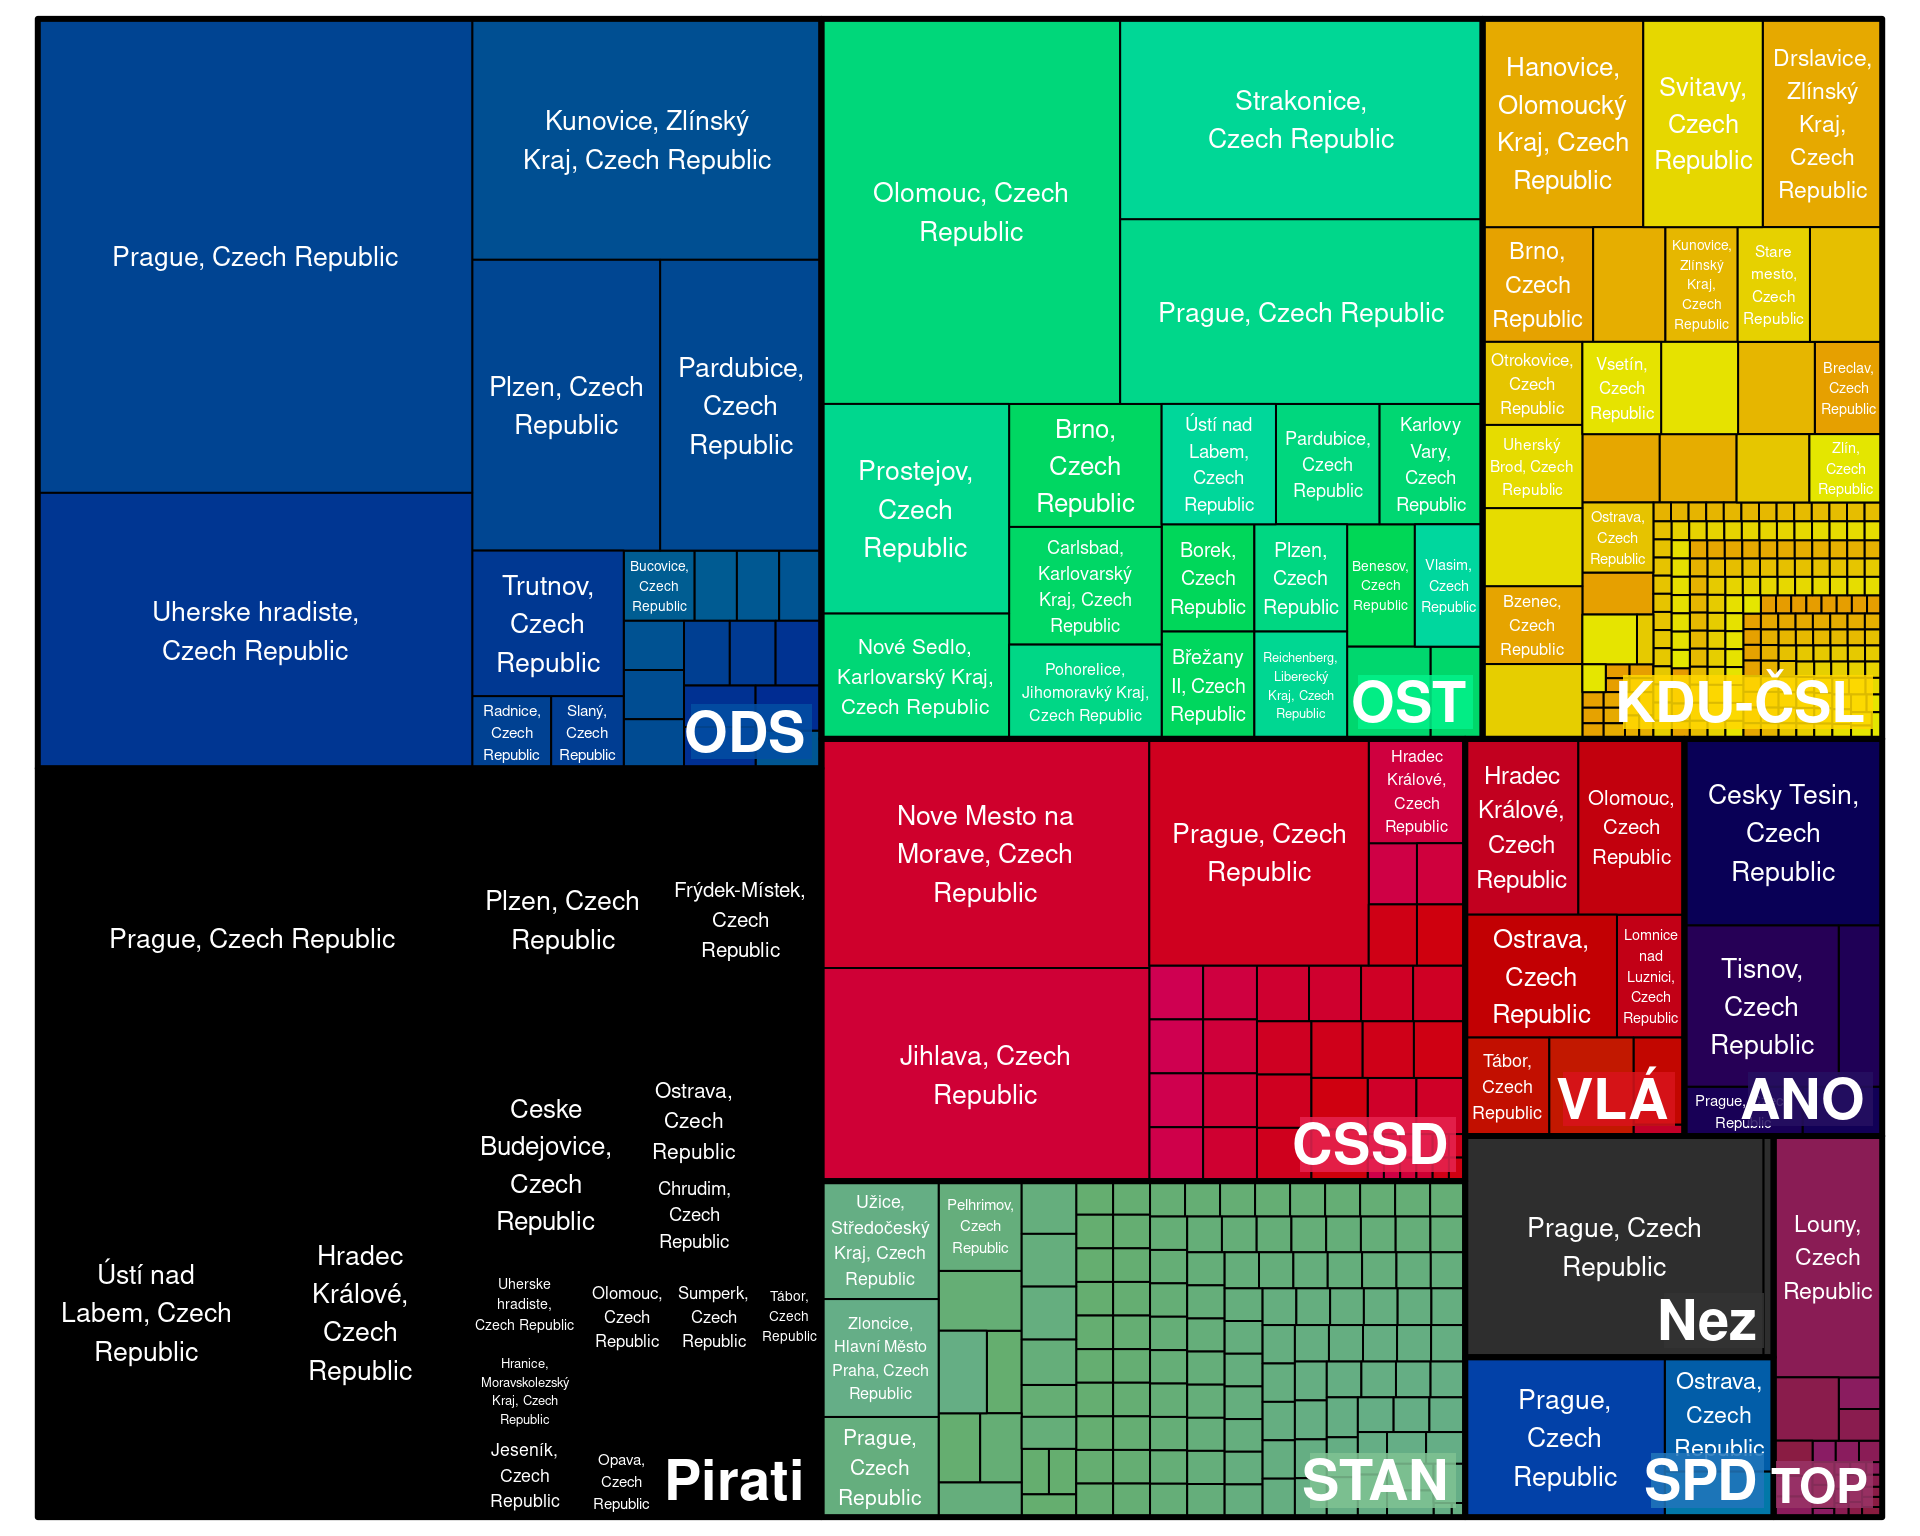 Prague, Czech Republic
Kunovice, Zlínský
Kraj, Czech Republic
Plzen, Czech
Republic
Pardubice,
Czech
Republic
Uherske hradiste,
Czech Republic
Trutnov,
Czech
Republic
Bucovice,
Czech
Republic
Radnice,
Czech
Republic
Slaný,
Czech
Republic
ODS
Olomouc, Czech
Republic
Strakonice,
Czech Republic
Prague, Czech Republic
Prostejov,
Czech
Republic
Brno,
Czech
Republic
Ústí nad
Labem,
Czech
Republic
Pardubice,
Czech
Republic
Karlovy
Vary,
Czech
Republic
Carlsbad,
Karlovarský
Kraj, Czech
Republic
Borek,
Czech
Republic
Plzen,
Czech
Republic
Benesov,
Czech
Republic
Vlasim,
Czech
Republic
Nové Sedlo,
Karlovarský Kraj,
Czech Republic
Pohorelice,
Jihomoravký Kraj,
Czech Republic
Břežany
II, Czech
Republic
Reichenberg,
Liberecký
Kraj, Czech
Republic
OST
Hanovice,
Olomoucký
Kraj, Czech
Republic
Svitavy,
Czech
Republic
Drslavice,
Zlínský
Kraj,
Czech
Republic
Brno,
Czech
Republic
Kunovice,
Zlínský
Kraj,
Czech
Republic
Stare
mesto,
Czech
Republic
Otrokovice,
Czech
Republic
Vsetín,
Czech
Republic
Breclav,
Czech
Republic
Uherský
Brod, Czech
Republic
Zlín,
Czech
Republic
Ostrava,
Czech
Republic
Bzenec,
Czech
Republic
KDU-ČSL
Prague, Czech Republic
Plzen, Czech
Republic
Frýdek-Místek,
Czech
Republic
Ceske
Budejovice,
Czech
Republic
Ostrava,
Czech
Republic
Chrudim,
Czech
Republic
Ústí nad
Labem, Czech
Republic
Hradec
Králové,
Czech
Republic
Uherske
hradiste,
Czech Republic
Olomouc,
Czech
Republic
Sumperk,
Czech
Republic
Tábor,
Czech
Republic
Hranice,
Moravskolezský
Kraj, Czech
Republic
Jeseník,
Czech
Republic
Opava,
Czech
Republic
Pirati
Nove Mesto na
Morave, Czech
Republic
Prague, Czech
Republic
Hradec
Králové,
Czech
Republic
Jihlava, Czech
Republic
CSSD
Hradec
Králové,
Czech
Republic
Olomouc,
Czech
Republic
Ostrava,
Czech
Republic
Lomnice
nad
Luznici,
Czech
Republic
Tábor,
Czech
Republic
VLÁ
Cesky Tesin,
Czech
Republic
Tisnov,
Czech
Republic
Prague,
Republic
ANO
Užice,
Středočeský
Kraj, Czech
Republic
Pelhrimov,
Czech
Republic
Zloncice,
Hlavní Město
Praha, Czech
Republic
Prague,
Czech
Republic
STAN
Prague, Czech
Republic
Nez
Louny,
Czech
Republic
TOP
Prague,
Czech
Republic
Ostrava,
Czech
Republic
SPD